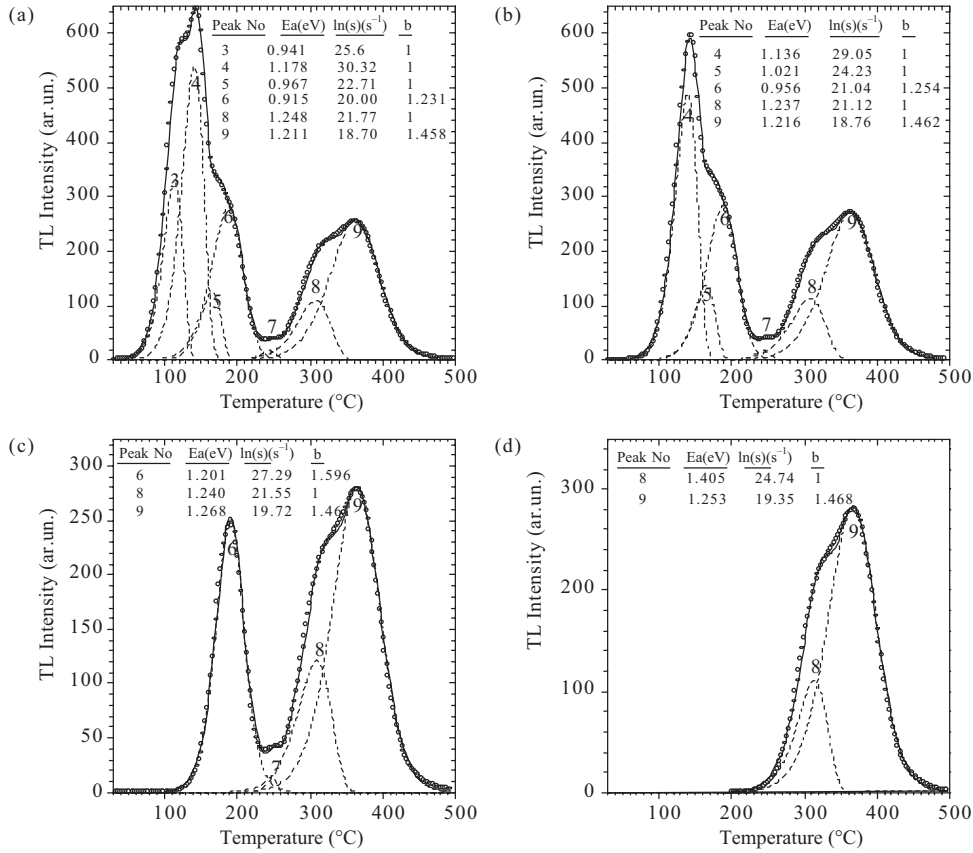 (a)
Peak No Ea(eV) ln(s)(s⁻¹) b
3 0.941 25.6 1
4 1.178 30.32 1
5 0.967 22.71 1
6 0.915 20.00 1.231
8 1.248 21.77 1
9 1.211 18.70 1.458
600
500
400
300
200
100
0
TL Intensity (ar.un.)
3
4
5
6
7
8
9
100 200 300 400 500
Temperature (°C)
(b)
Peak No Ea(eV) ln(s)(s⁻¹) b
4 1.136 29.05 1
5 1.021 24.23 1
6 0.956 21.04 1.254
8 1.237 21.12 1
9 1.216 18.76 1.462
600
500
400
300
200
100
0
TL Intensity (ar.un.)
4
5
6
7
8
9
100 200 300 400 500
Temperature (°C)
(c)
Peak No Ea(eV) ln(s)(s⁻¹) b
6 1.201 27.29 1.596
8 1.240 21.55 1
9 1.268 19.72
300
250
200
150
100
50
0
TL Intensity (ar.un.)
6
7
8
9
100 200 300 400 500
Temperature (°C)
(d)
Peak No Ea(eV) ln(s)(s⁻¹) b
8 1.405 24.74 1
9 1.253 19.35 1.468
300
200
100
0
TL Intensity (ar.un.)
8
9
100 200 300 400 500
Temperature (°C)